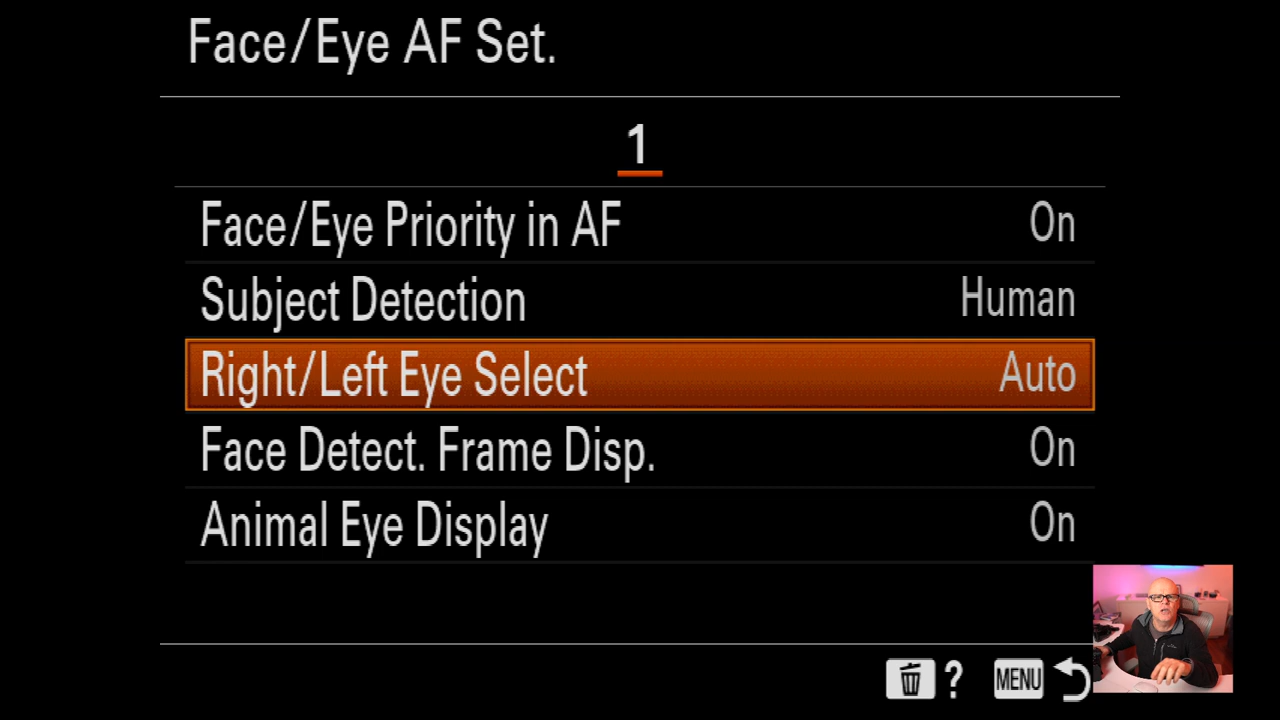 Face/Eye AF Set.
1
Face/Eye Priority in AF On
Subject Detection Human
Right/Left Eye Select Auto
Face Detect. Frame Disp. On
Animal Eye Display On
? MENU